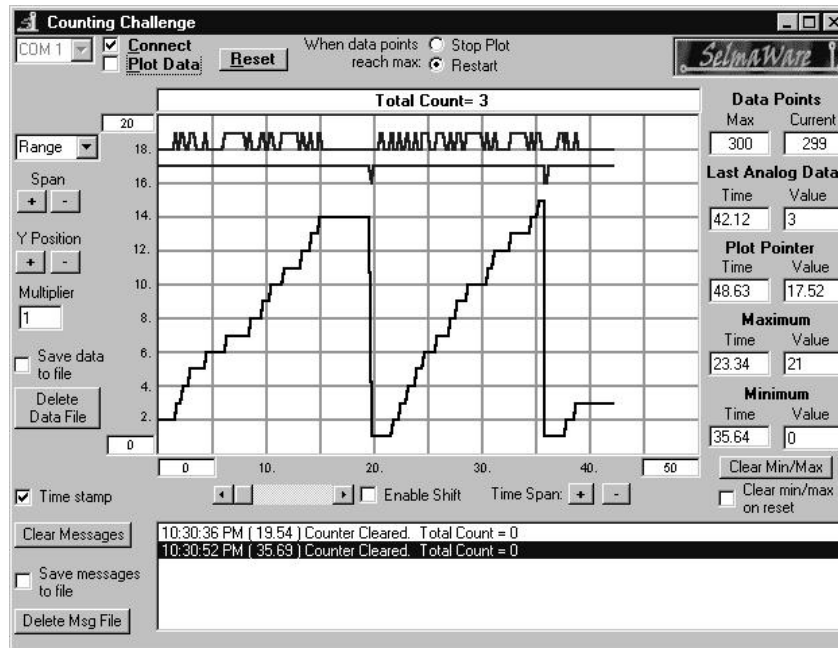 Counting Challenge
COM 1
Connect
Plot Data
Reset
When data points reach max:
Stop Plot
Restart
SelmaWare
Total Count= 3
20
18.
16.
14.
12.
10.
8.
6.
4.
2.
0
0
10.
20.
30.
40.
50
Range
Span
+ -
Y Position
+ -
Multiplier
1
Save data
to file
Delete
Data File
Data Points
Max Current
300 299
Last Analog Data
Time Value
42.12 3
Plot Pointer
Time Value
48.63 17.52
Maximum
Time Value
23.34 21
Minimum
Time Value
35.64 0
Clear Min/Max
Clear min/max
on reset
Time stamp
Enable Shift
Time Span: + -
Clear Messages
Save messages
to file
Delete Msg File
10:30:36 PM ( 19.54 ) Counter Cleared. Total Count = 0
10:30:52 PM ( 35.69 ) Counter Cleared. Total Count = 0